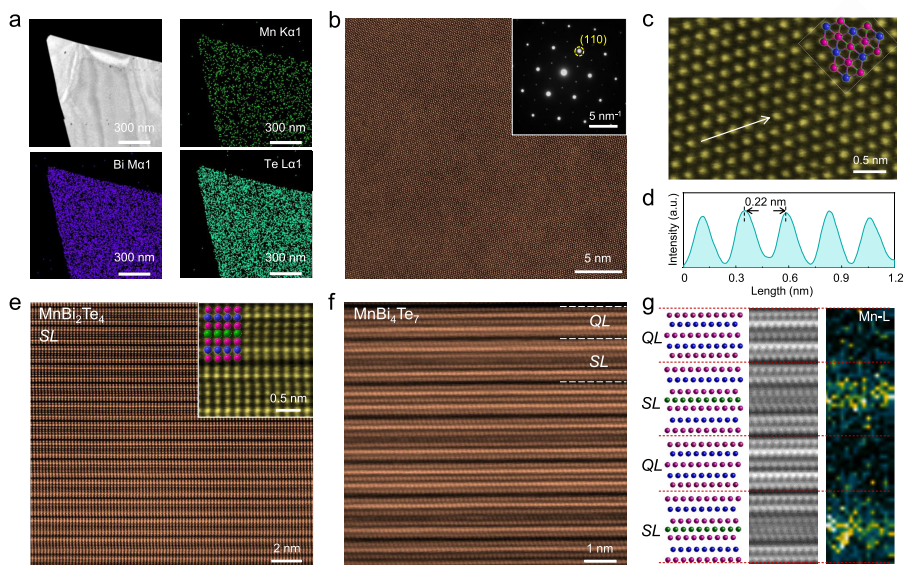 a
Mn Kα1
300 nm
300 nm
Bi Mα1
Te Lα1
300 nm
300 nm
b
(110)
5 nm⁻¹
5 nm
c
0.5 nm
d
0.22 nm
Intensity (a.u.)
0 0.3 0.6 0.9 1.2
Length (nm)
e
MnBi₂Te₄
SL
0.5 nm
2 nm
f
MnBi₄Te₇
QL
SL
1 nm
g
Mn-L
QL
SL
QL
SL